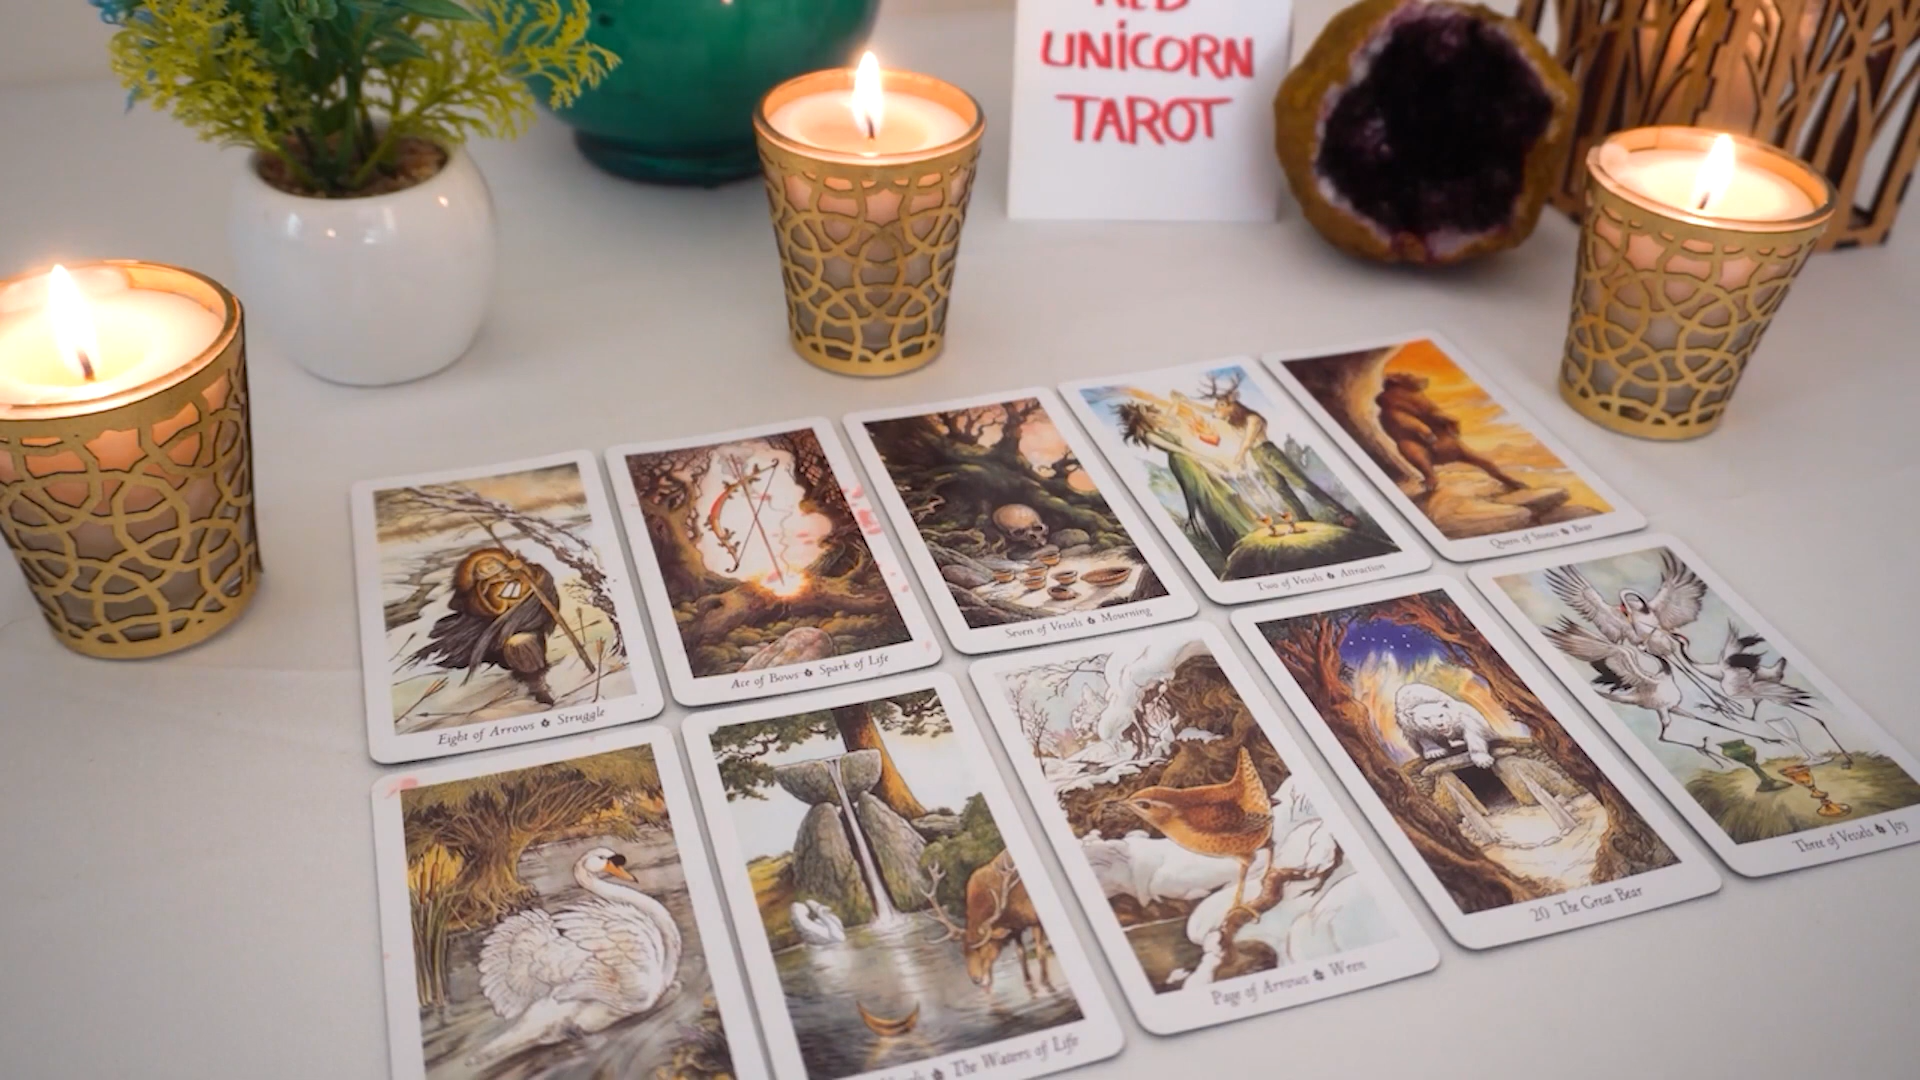 RED
UNICORN
TAROT
Eight of Arrows Struggle
Ace of Bows Spark of Life
Seven of Vessels Mourning
Two of Vessels Attraction
Queen of Stones Bear
The Waters of Life
Page of Arrows Wren
20 The Great Bear
Three of Vessels Joy